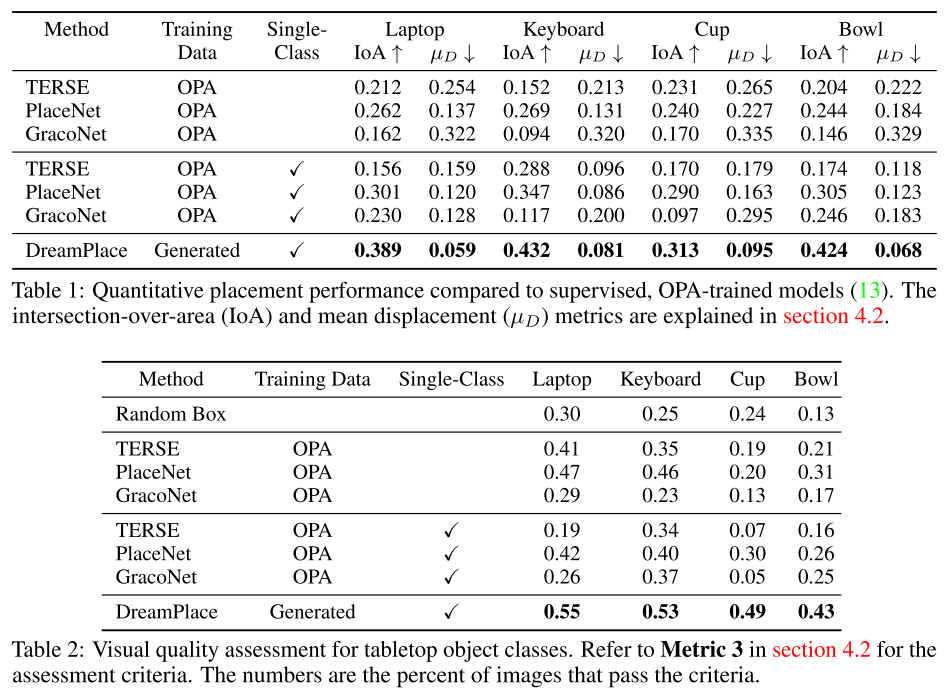 Method Training Single- Laptop Keyboard Cup Bowl
Data Class IoA ↑ μD ↓ IoA ↑ μD ↓ IoA ↑ μD ↓ IoA ↑ μD ↓
TERSE OPA 0.212 0.254 0.152 0.213 0.231 0.265 0.204 0.222
PlaceNet OPA 0.262 0.137 0.269 0.131 0.240 0.227 0.244 0.184
GracoNet OPA 0.162 0.322 0.094 0.320 0.170 0.335 0.146 0.329
TERSE OPA ✓ 0.156 0.159 0.288 0.096 0.170 0.179 0.174 0.118
PlaceNet OPA ✓ 0.301 0.120 0.347 0.086 0.290 0.163 0.305 0.123
GracoNet OPA ✓ 0.230 0.128 0.117 0.200 0.097 0.295 0.246 0.183
DreamPlace Generated ✓ 0.389 0.059 0.432 0.081 0.313 0.095 0.424 0.068
Table 1: Quantitative placement performance compared to supervised, OPA-trained models (13). The
intersection-over-area (IoA) and mean displacement (μD) metrics are explained in section 4.2.
Method Training Data Single-Class Laptop Keyboard Cup Bowl
Random Box 0.30 0.25 0.24 0.13
TERSE OPA 0.41 0.35 0.19 0.21
PlaceNet OPA 0.47 0.46 0.20 0.31
GracoNet OPA 0.29 0.23 0.13 0.17
TERSE OPA ✓ 0.19 0.34 0.07 0.16
PlaceNet OPA ✓ 0.42 0.40 0.30 0.26
GracoNet OPA ✓ 0.26 0.37 0.05 0.25
DreamPlace Generated ✓ 0.55 0.53 0.49 0.43
Table 2: Visual quality assessment for tabletop object classes. Refer to Metric 3 in section 4.2 for the
assessment criteria. The numbers are the percent of images that pass the criteria.